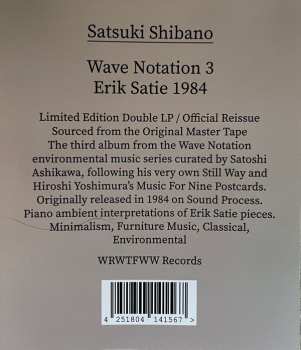 Satsuki Shibano
Wave Notation 3
Erik Satie 1984
Limited Edition Double LP / Official Reissue
Sourced from the Original Master Tape
The third album from the Wave Notation
environmental music series curated by Satoshi
Ashikawa, following his very own Still Way and
Hiroshi Yoshimura's Music For Nine Postcards.
Originally released in 1984 on Sound Process.
Piano ambient interpretations of Erik Satie pieces.
Minimalism, Furniture Music, Classical,
Environmental
WRWTFWW Records
4 251804 141567 >